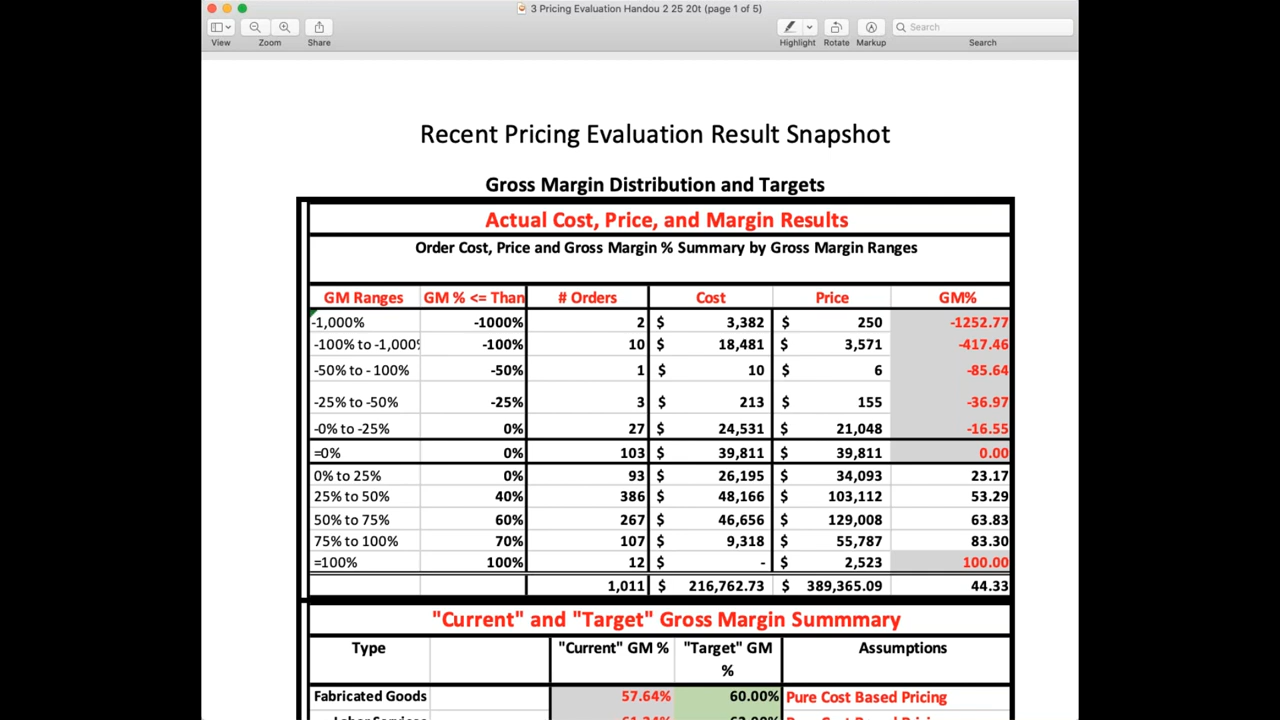 3 Pricing Evaluation Handou 2 25 20t (page 1 of 5)
View Zoom Share Highlight Rotate Markup Search
Search
Recent Pricing Evaluation Result Snapshot
Gross Margin Distribution and Targets
Actual Cost, Price, and Margin Results
Order Cost, Price and Gross Margin % Summary by Gross Margin Ranges
GM Ranges GM % <= Than # Orders Cost Price GM%
-1,000% -1000% 2 $ 3,382 $ 250 -1252.77
-100% to -1,000% -100% 10 $ 18,481 $ 3,571 -417.46
-50% to - 100% -50% 1 $ 10 $ 6 -85.64
-25% to -50% -25% 3 $ 213 $ 155 -36.97
-0% to -25% 0% 27 $ 24,531 $ 21,048 -16.55
=0% 0% 103 $ 39,811 $ 39,811 0.00
0% to 25% 0% 93 $ 26,195 $ 34,093 23.17
25% to 50% 40% 386 $ 48,166 $ 103,112 53.29
50% to 75% 60% 267 $ 46,656 $ 129,008 63.83
75% to 100% 70% 107 $ 9,318 $ 55,787 83.30
=100% 100% 12 $ - $ 2,523 100.00
1,011 $ 216,762.73 $ 389,365.09 44.33
"Current" and "Target" Gross Margin Summmary
Type "Current" GM % "Target" GM % Assumptions
Fabricated Goods 57.64% 60.00% Pure Cost Based Pricing